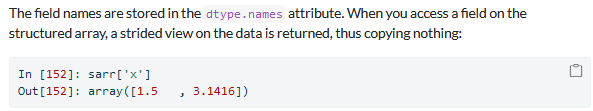 The field names are stored in the dtype.names attribute. When you access a field on the
structured array, a strided view on the data is returned, thus copying nothing:
In [152]: sarr['x']
Out[152]: array([1.5   , 3.1416])